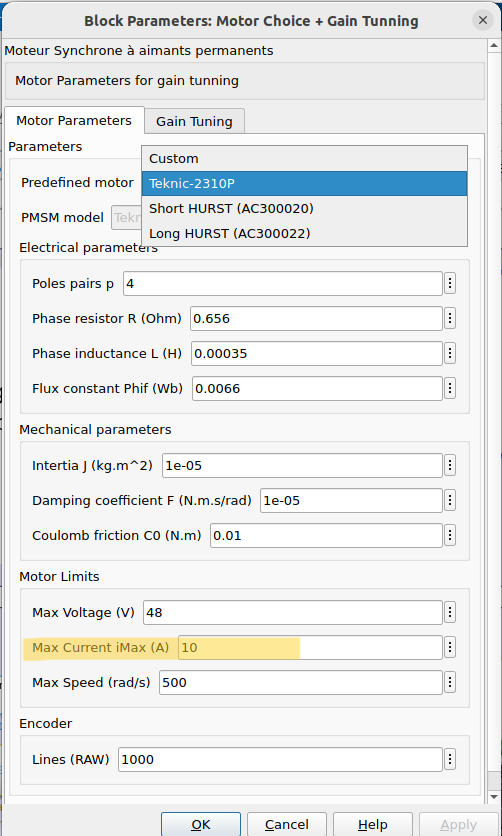 Block Parameters: Motor Choice + Gain Tunning
Moteur Synchrone à aimants permanents
Motor Parameters for gain tunning
Motor Parameters
Gain Tuning
Parameters
Predefined motor
Custom
Teknic-2310P
Short HURST (AC300020)
Long HURST (AC300022)
PMSM model
Electrical parameters
Poles pairs p 4
Phase resistor R (Ohm) 0.656
Phase inductance L (H) 0.00035
Flux constant Phif (Wb) 0.0066
Mechanical parameters
Intertia J (kg.m^2) 1e-05
Damping coefficient F (N.m.s/rad) 1e-05
Coulomb friction C0 (N.m) 0.01
Motor Limits
Max Voltage (V) 48
Max Current iMax (A) 10
Max Speed (rad/s) 500
Encoder
Lines (RAW) 1000
OK Cancel Help Apply